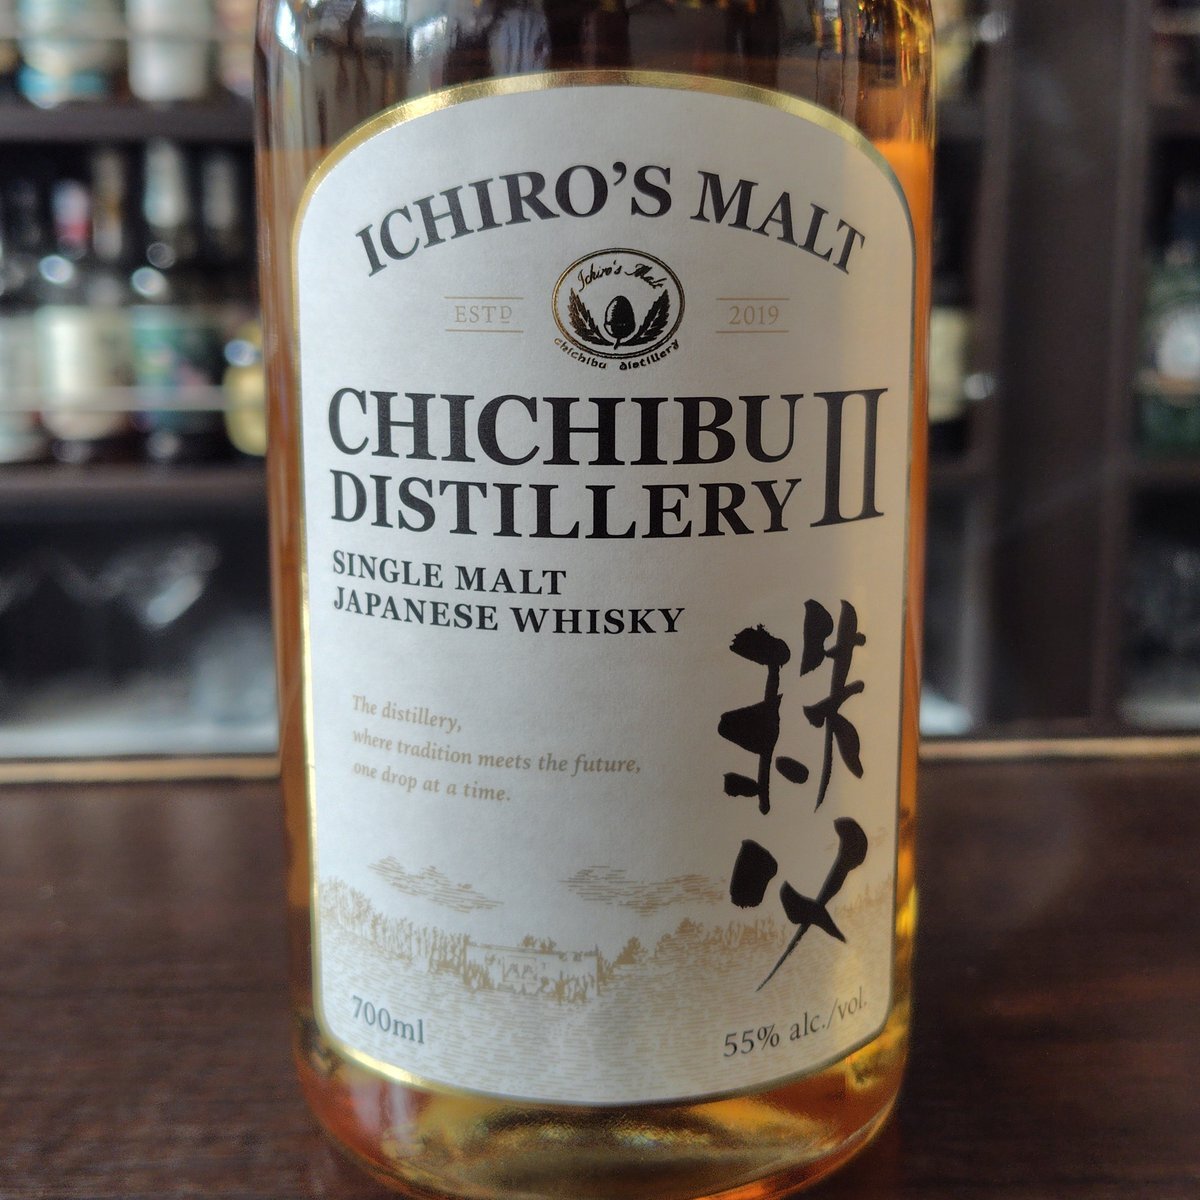 ICHIRO'S MALT
Ichiro's Malt
ESTD
2019
chichibu distillery
CHICHIBU
DISTILLERY II
SINGLE MALT
JAPANESE WHISKY
The distillery,
where tradition meets the future,
one drop at a time.
秩父
700ml
55% alc./vol.